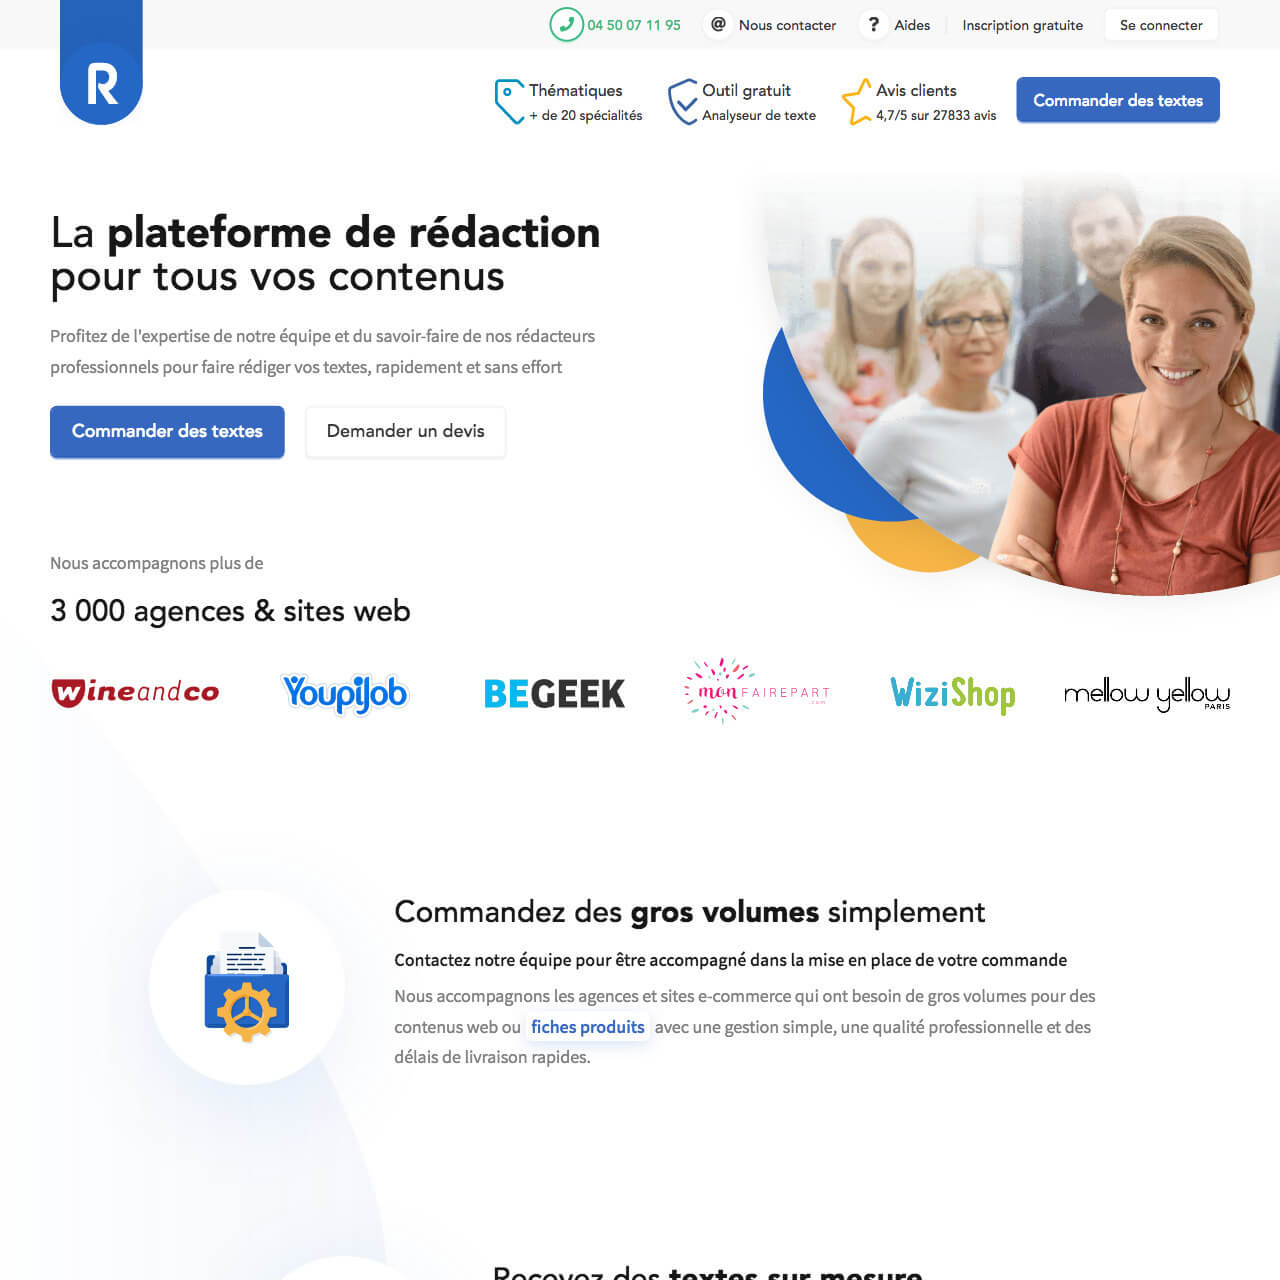 04 50 07 11 95
@ Nous contacter
? Aides
Inscription gratuite
Se connecter
R
Thématiques
+ de 20 spécialités
Outil gratuit
Analyseur de texte
Avis clients
4,7/5 sur 27833 avis
Commander des textes
La plateforme de rédaction
pour tous vos contenus
Profitez de l'expertise de notre équipe et du savoir-faire de nos rédacteurs
professionnels pour faire rédiger vos textes, rapidement et sans effort
Commander des textes
Demander un devis
Nous accompagnons plus de
3 000 agences & sites web
wineandco
YoupiJob
BEGEEK
monFAIREPART
.com
WiziShop
mellow yellow
PARIS
Commandez des gros volumes simplement
Contactez notre équipe pour être accompagné dans la mise en place de votre commande
Nous accompagnons les agences et sites e-commerce qui ont besoin de gros volumes pour des
contenus web ou fiches produits avec une gestion simple, une qualité professionnelle et des
délais de livraison rapides.
Recevez des textes sur mesure